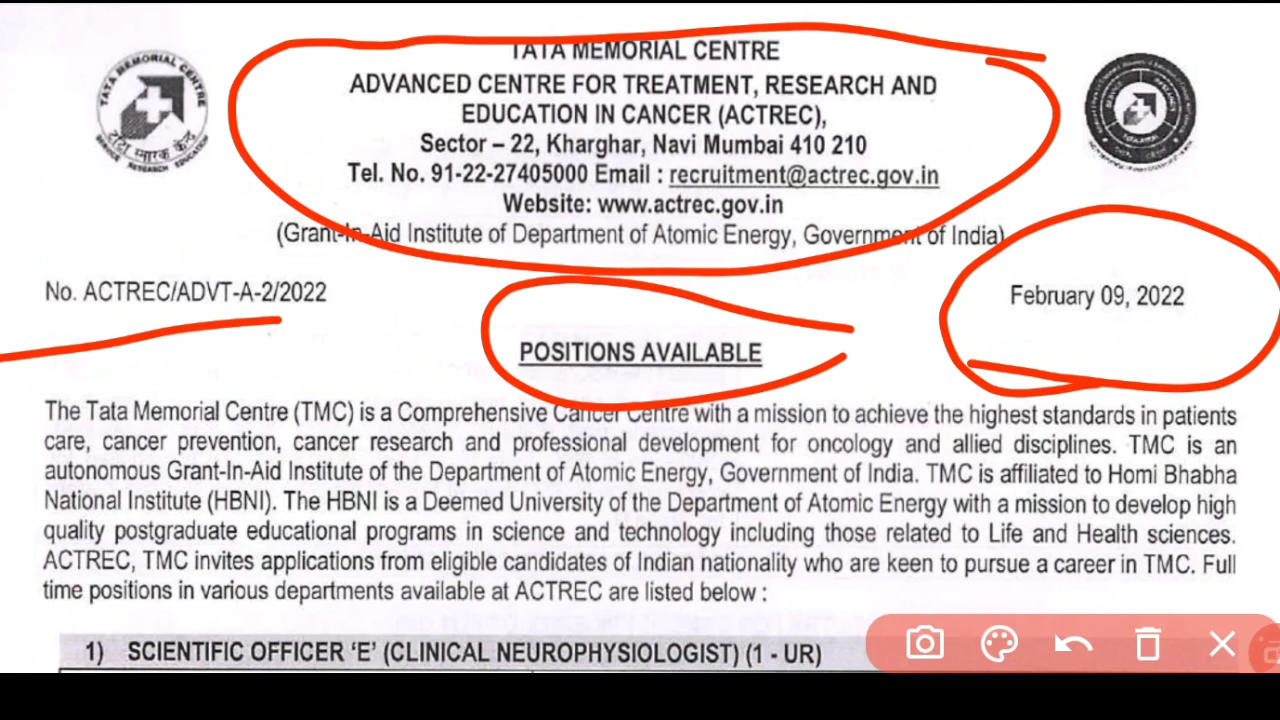 TATA MEMORIAL CENTRE
ADVANCED CENTRE FOR TREATMENT, RESEARCH AND
EDUCATION IN CANCER (ACTREC),
Sector – 22, Kharghar, Navi Mumbai 410 210
Tel. No. 91-22-27405000 Email : recruitment@actrec.gov.in
Website: www.actrec.gov.in
(Grant-In-Aid Institute of Department of Atomic Energy, Government of India)
TATA MEMORIAL CENTRE
टाटा स्मारक केन्द्र
SERVICE RESEARCH EDUCATION
No. ACTREC/ADVT-A-2/2022
February 09, 2022
POSITIONS AVAILABLE
The Tata Memorial Centre (TMC) is a Comprehensive Cancer Centre with a mission to achieve the highest standards in patients
care, cancer prevention, cancer research and professional development for oncology and allied disciplines. TMC is an
autonomous Grant-In-Aid Institute of the Department of Atomic Energy, Government of India. TMC is affiliated to Homi Bhabha
National Institute (HBNI). The HBNI is a Deemed University of the Department of Atomic Energy with a mission to develop high
quality postgraduate educational programs in science and technology including those related to Life and Health sciences.
ACTREC, TMC invites applications from eligible candidates of Indian nationality who are keen to pursue a career in TMC. Full
time positions in various departments available at ACTREC are listed below :
1) SCIENTIFIC OFFICER 'E' (CLINICAL NEUROPHYSIOLOGIST) (1 - UR)